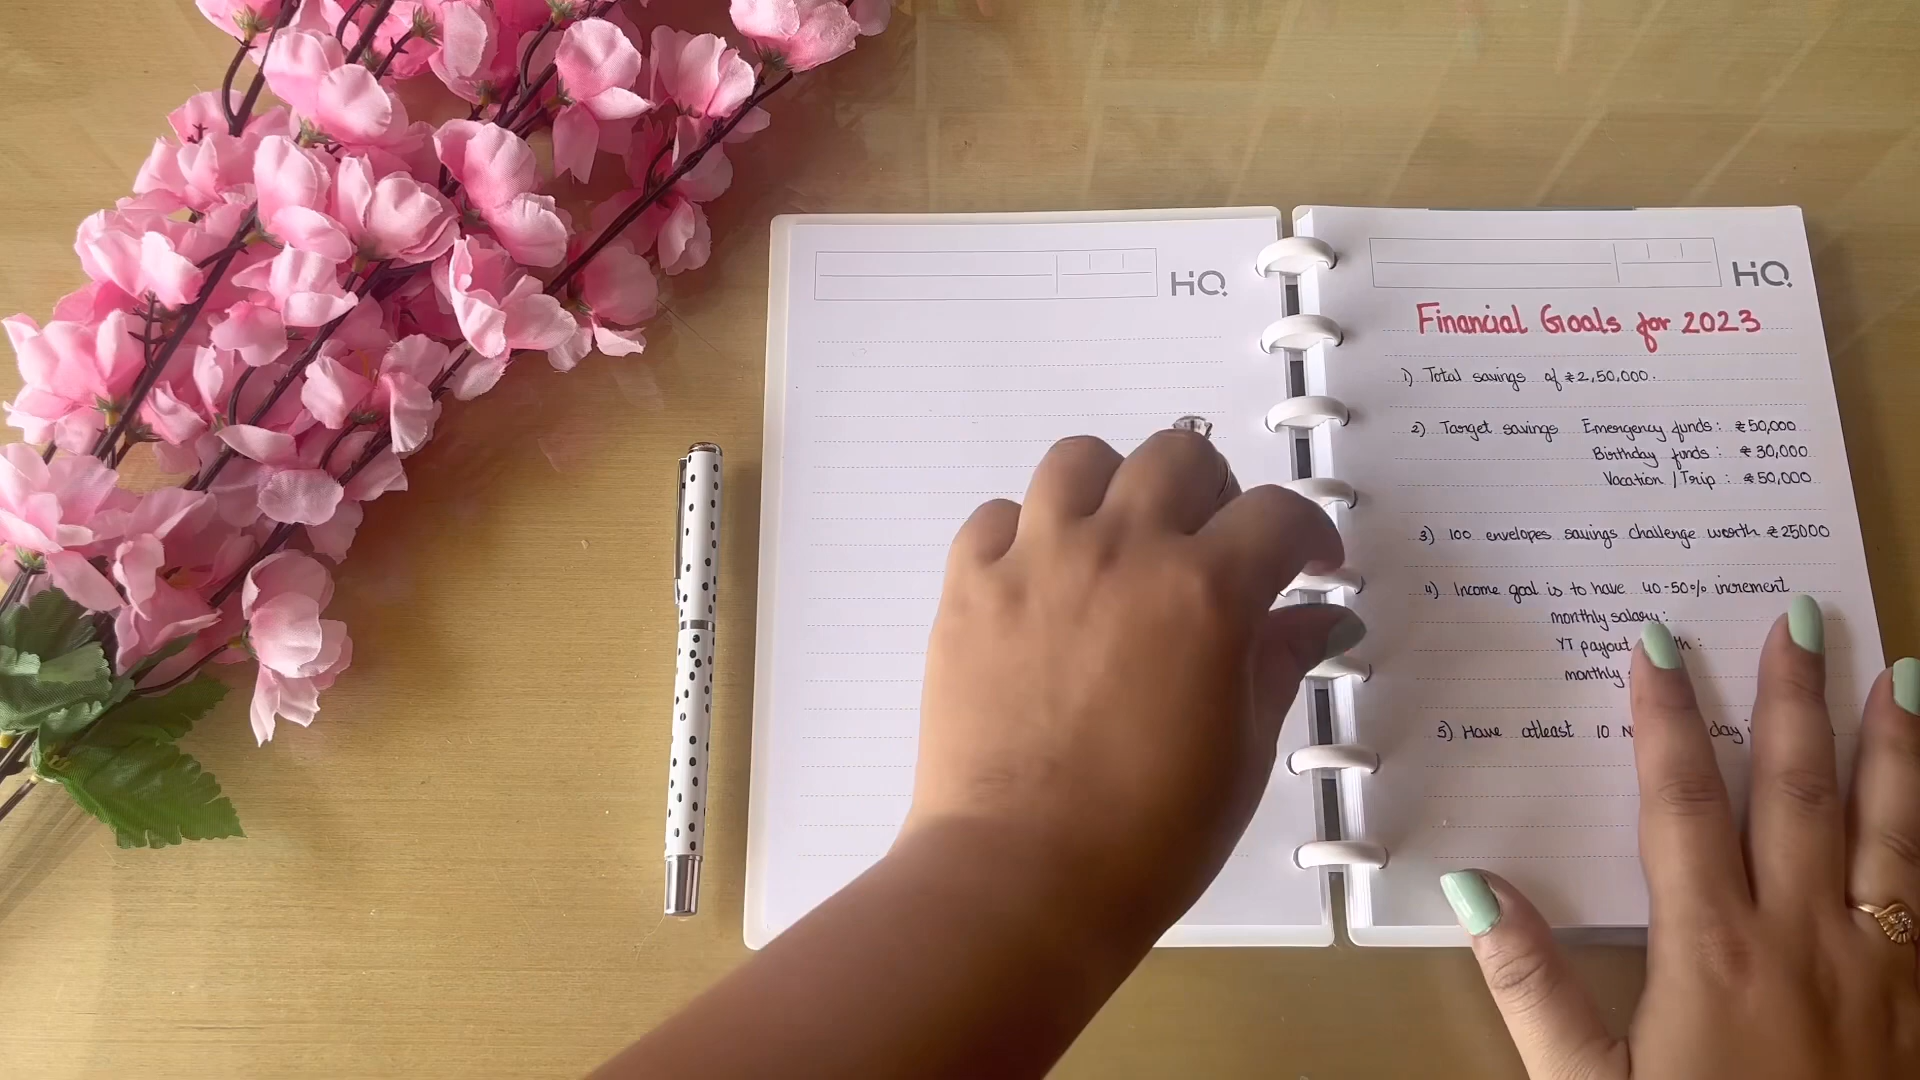 HQ
HQ
Financial Goals for 2023
1) Total savings of ₹2,50,000.
2) Target savings Emergency funds: ₹50,000
Birthday funds: ₹30,000
Vacation / Trip: ₹50,000
3) 100 envelopes savings challenge worth ₹25000
4) Income goal is to have 40-50% increment
monthly salary:
YT payout :
monthly
5) Have atleast 10 day